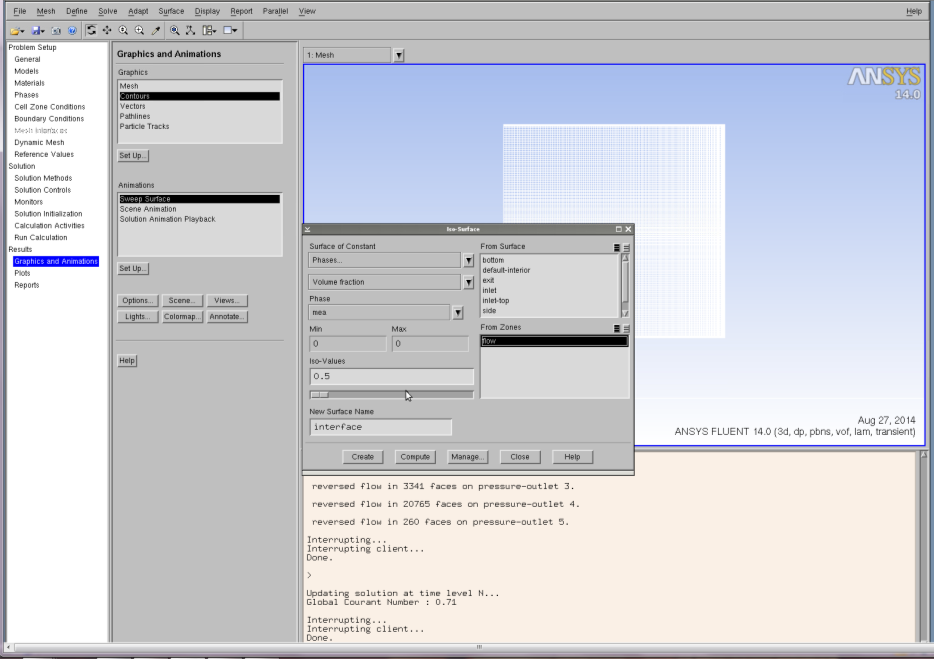 File Mesh Define Solve Adapt Surface Display Report Parallel View Help
Problem Setup
General
Models
Materials
Phases
Cell Zone Conditions
Boundary Conditions
Mesh Interfaces
Dynamic Mesh
Reference Values
Solution
Solution Methods
Solution Controls
Monitors
Solution Initialization
Calculation Activities
Run Calculation
Results
Graphics and Animations
Plots
Reports
Graphics and Animations
Graphics
Mesh
Contours
Vectors
Pathlines
Particle Tracks
Set Up...
Animations
Sweep Surface
Scene Animation
Solution Animation Playback
Set Up...
Options... Scene... Views...
Lights... Colormap... Annotate...
Help
1: Mesh
ANSYS
14.0
Iso-Surface
Surface of Constant
Phases...
Volume fraction
Phase
mea
Min Max
0 0
Iso-Values
0.5
New Surface Name
interface
From Surface
bottom
default-interior
exit
inlet
inlet-top
side
From Zones
flow
Create Compute Manage... Close Help
Aug 27, 2014
ANSYS FLUENT 14.0 (3d, dp, pbns, vof, lam, transient)
reversed flow in 3341 faces on pressure-outlet 3.
reversed flow in 20765 faces on pressure-outlet 4.
reversed flow in 260 faces on pressure-outlet 5.
Interrupting...
Interrupting client...
Done.
>
Updating solution at time level N...
Global Courant Number : 0.71
Interrupting...
Interrupting client...
Done.